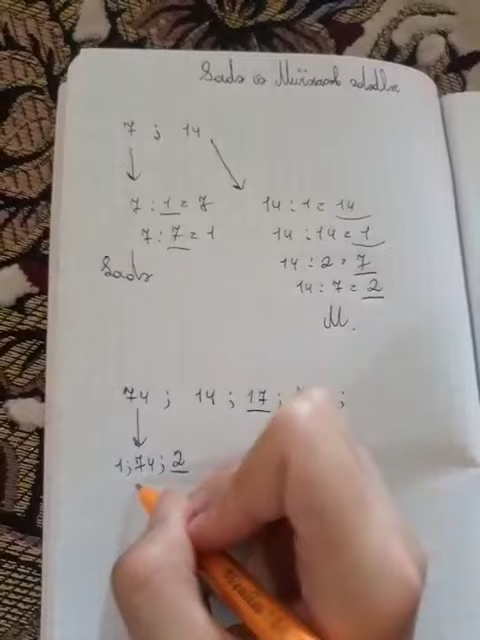 Sadə və Mürəkkəb ədədlər
7 ; 14
7 : 1 = 7 14 : 1 = 14
7 : 7 = 1 14 : 14 = 1
Sadə 14 : 2 = 7
14 : 7 = 2
M.
74 ; 14 ; 17 ; ;
1 ; 74 ; 2